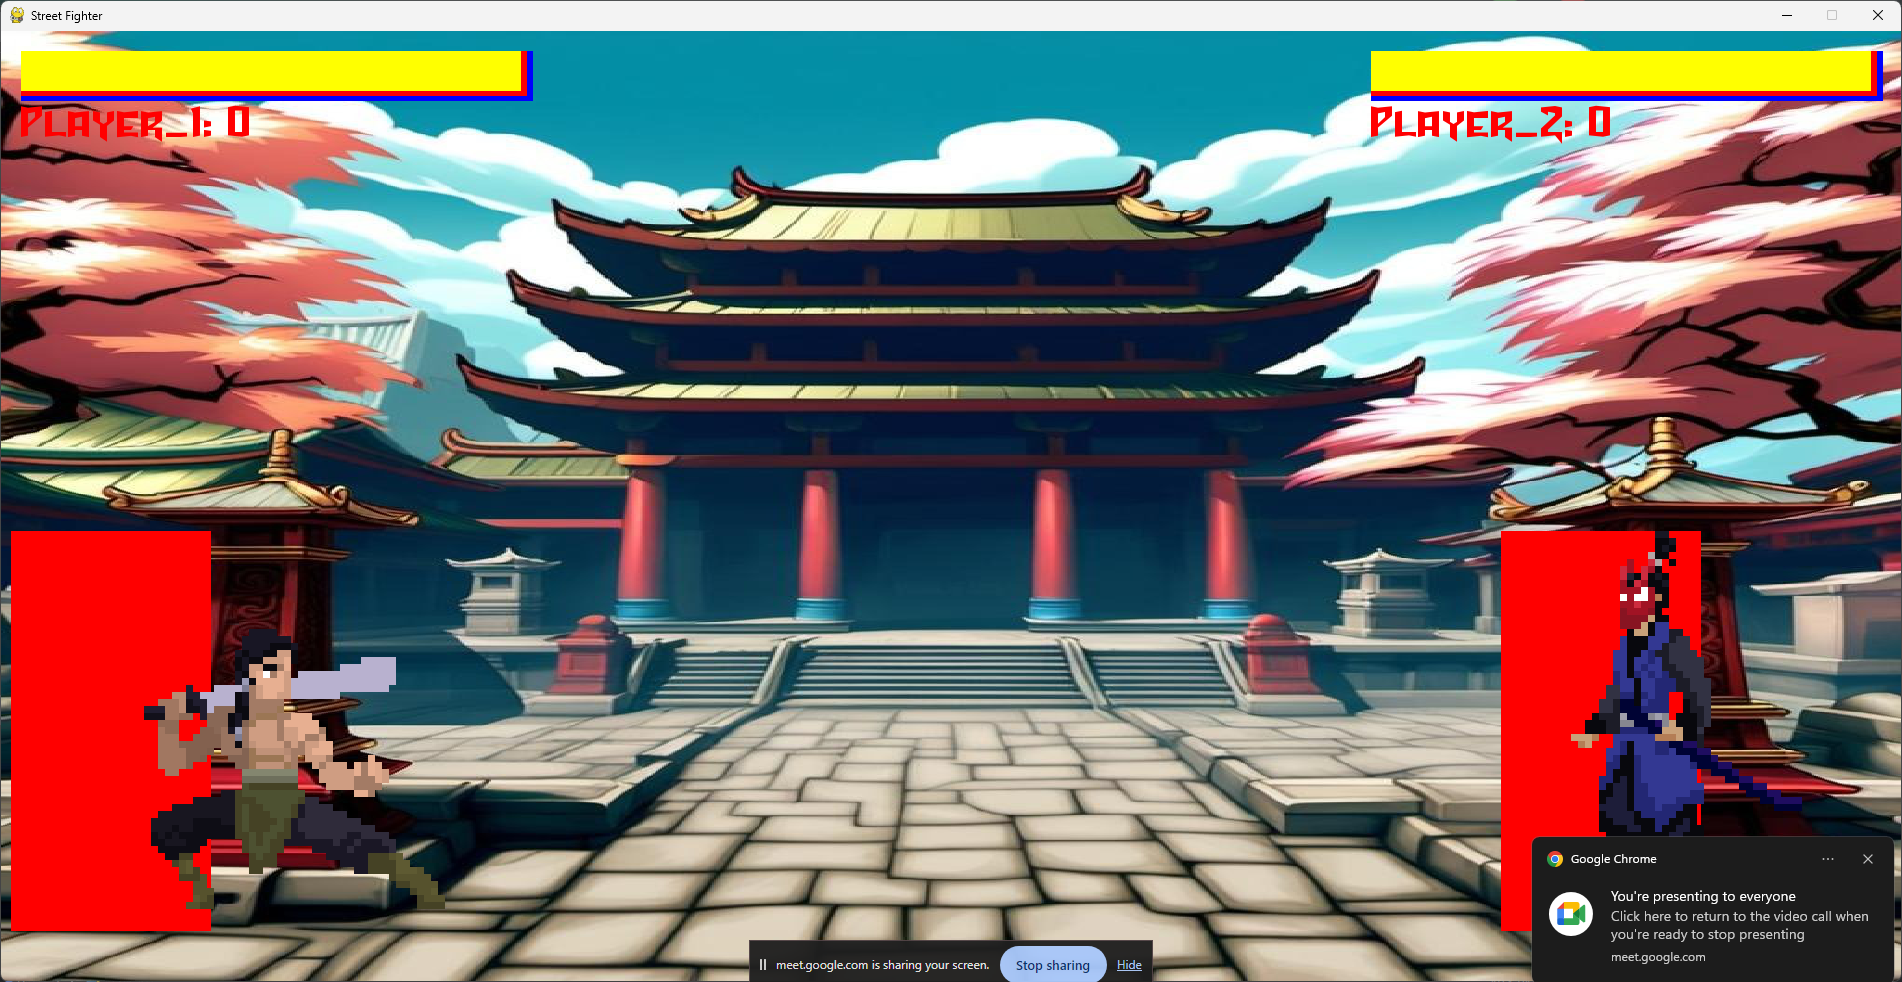 Street Fighter
Player_1: 0
Player_2: 0
Google Chrome
You're presenting to everyone
Click here to return to the video call when
you're ready to stop presenting
meet.google.com
meet.google.com is sharing your screen.
Stop sharing
Hide